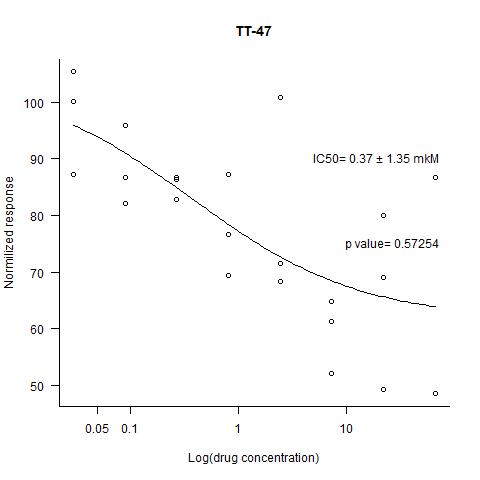 TT-47
100
90
80
70
60
50
Normilized response
IC50= 0.37 ± 1.35 mkM
p value= 0.57254
0.05 0.1 1 10
Log(drug concentration)